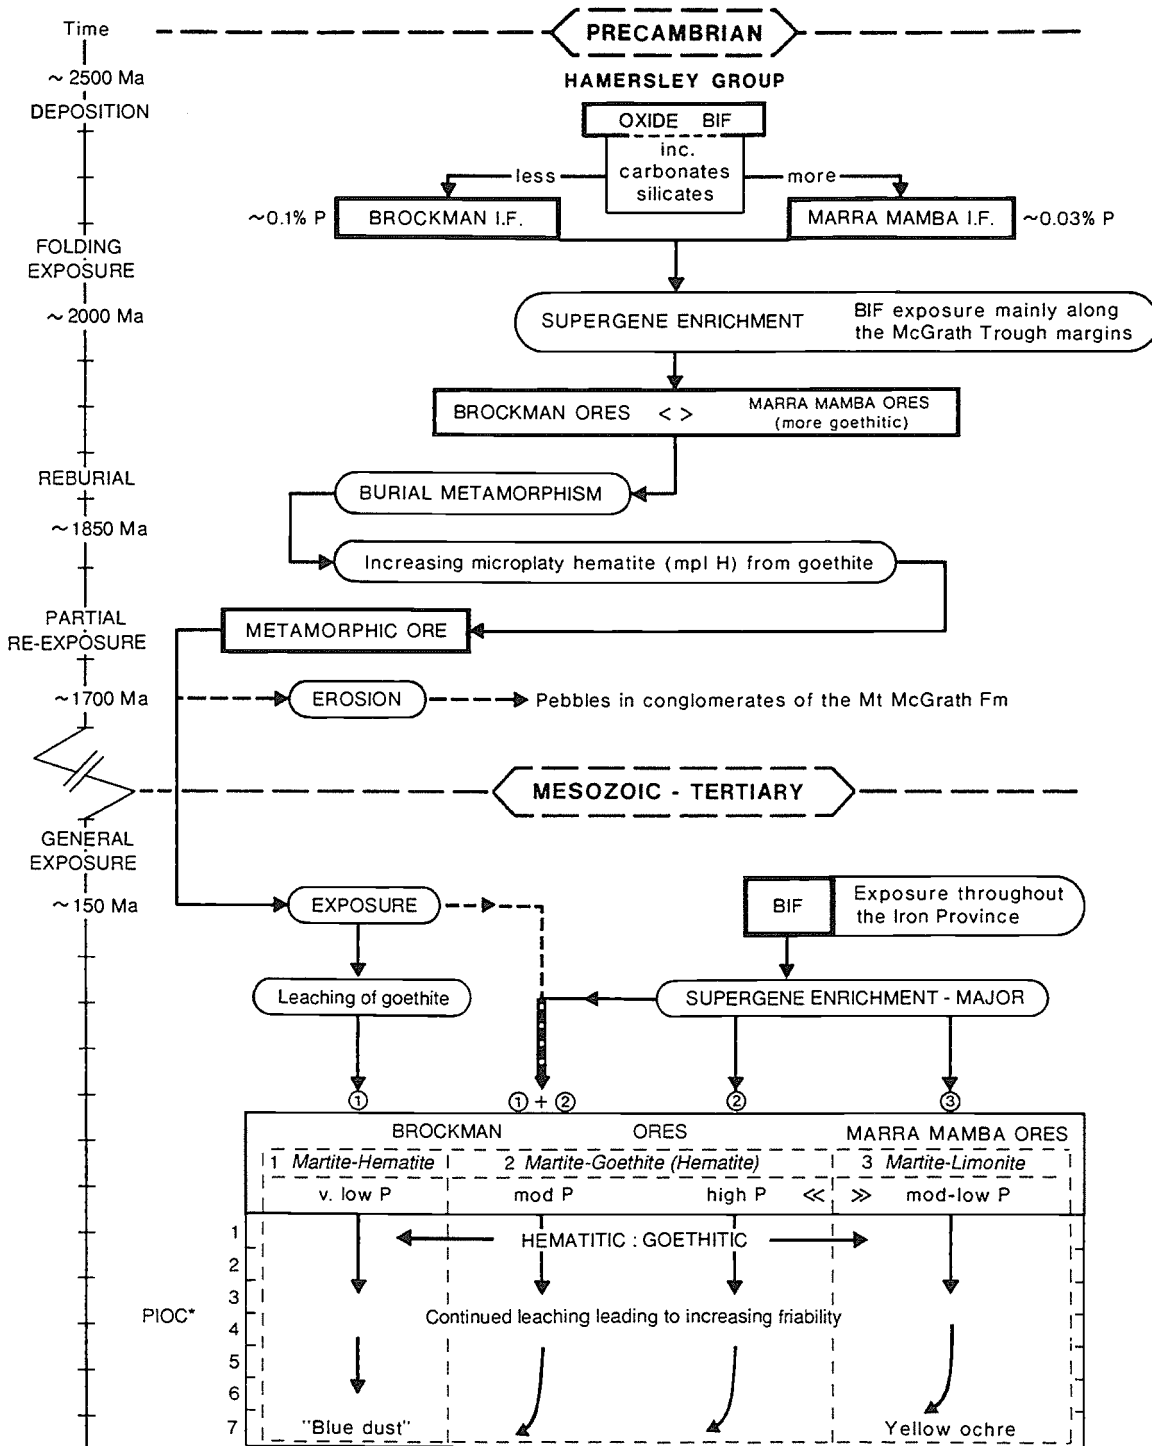 Time
PRECAMBRIAN
~ 2500 Ma
HAMERSLEY GROUP
DEPOSITION
OXIDE BIF
inc.
carbonates
silicates
less
more
~0.1% P
BROCKMAN I.F.
MARRA MAMBA I.F.
~0.03% P
FOLDING
EXPOSURE
~ 2000 Ma
SUPERGENE ENRICHMENT
BIF exposure mainly along
the McGrath Trough margins
BROCKMAN ORES < >
MARRA MAMBA ORES
(more goethitic)
REBURIAL
BURIAL METAMORPHISM
~ 1850 Ma
Increasing microplaty hematite (mpl H) from goethite
PARTIAL
RE-EXPOSURE
METAMORPHIC ORE
~1700 Ma
EROSION
Pebbles in conglomerates of the Mt McGrath Fm
MESOZOIC - TERTIARY
GENERAL
EXPOSURE
~150 Ma
EXPOSURE
BIF
Exposure throughout
the Iron Province
Leaching of goethite
SUPERGENE ENRICHMENT - MAJOR
① ① + ② ② ③
BROCKMAN ORES
MARRA MAMBA ORES
1 Martite-Hematite
2 Martite-Goethite (Hematite)
3 Martite-Limonite
v. low P
mod P
high P << >> mod-low P
1
HEMATITIC : GOETHITIC
2
3
PIOC*
Continued leaching leading to increasing friability
4
5
6
7
"Blue dust"
Yellow ochre